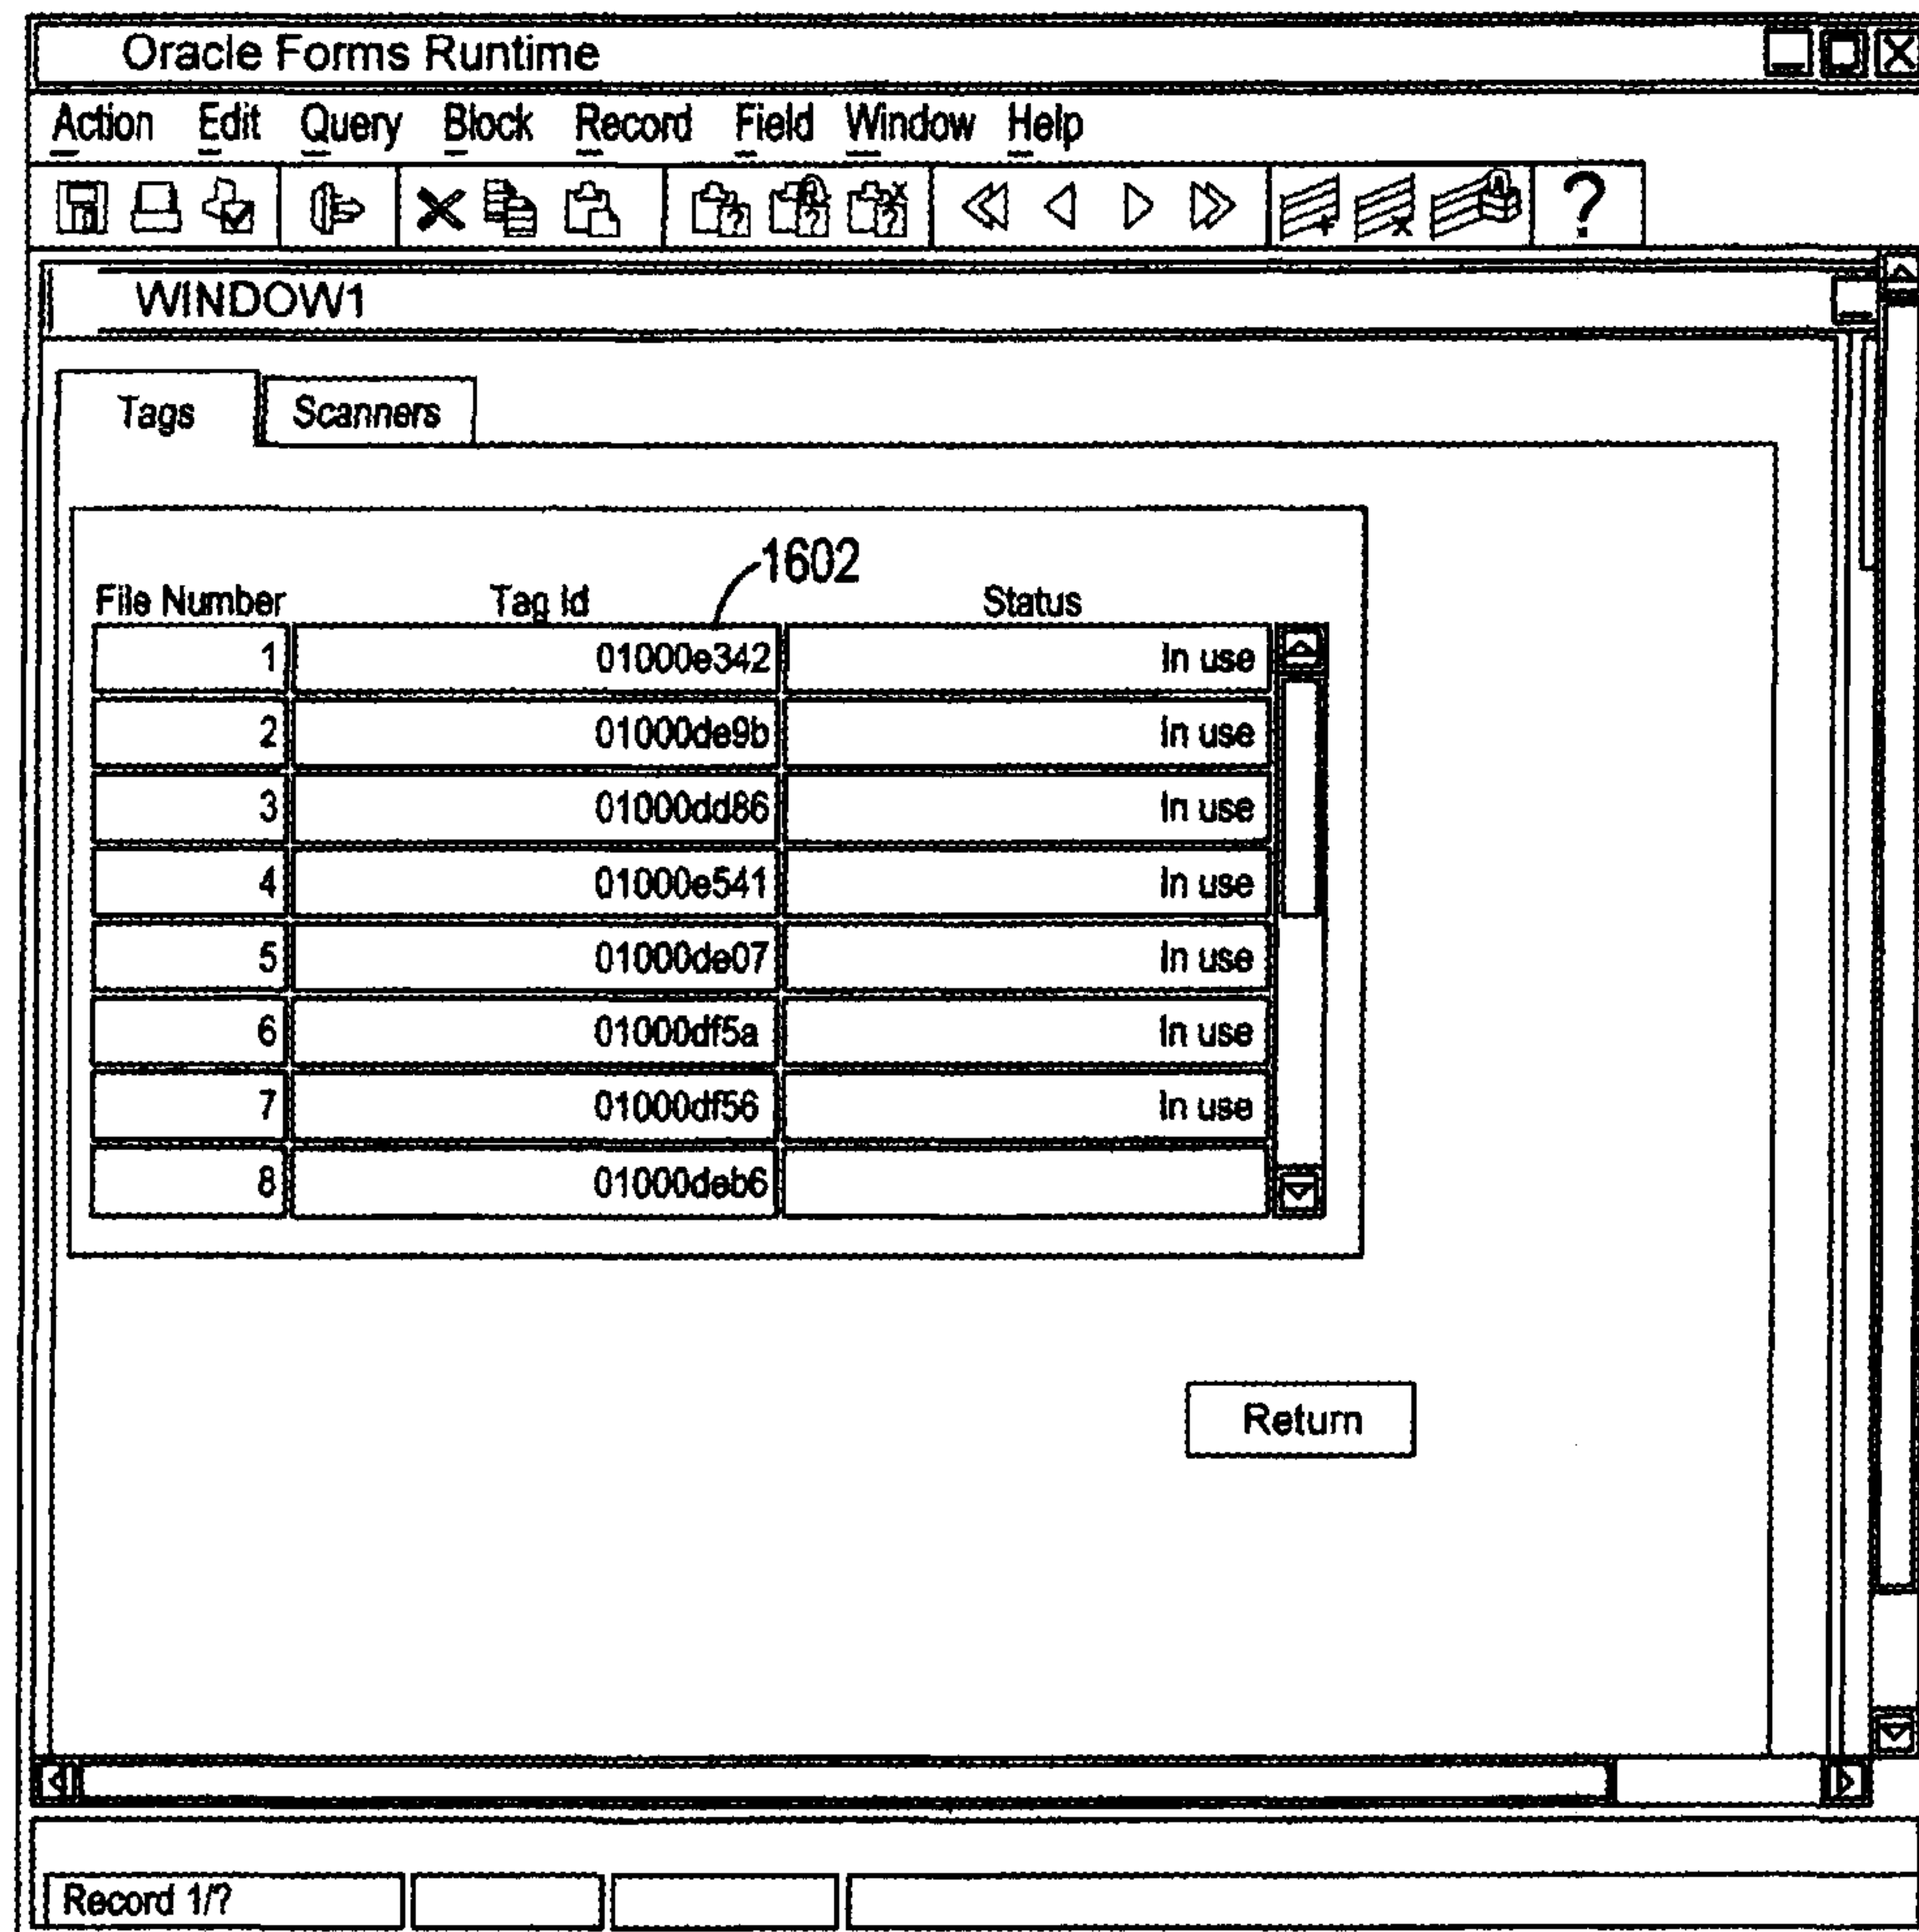 Oracle Forms Runtime
Action Edit Query Block Record Field Window Help
WINDOW1
Tags Scanners
1602
File Number Tag Id Status
1 01000e342 In use
2 01000de9b In use
3 01000dd86 In use
4 01000e541 In use
5 01000de07 In use
6 01000df5a In use
7 01000df56 In use
8 01000deb6
Return
Record 1/?